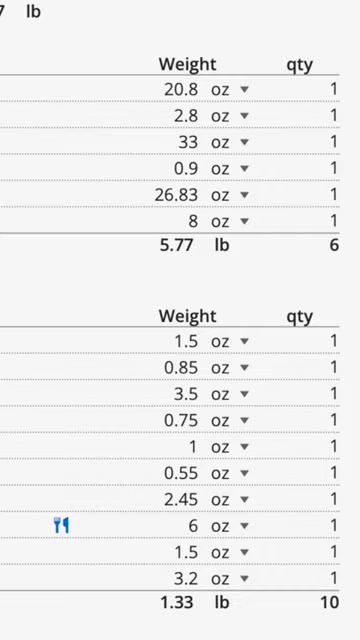 7 lb
Weight qty
20.8 oz 1
2.8 oz 1
33 oz 1
0.9 oz 1
26.83 oz 1
8 oz 1
5.77 lb 6
Weight qty
1.5 oz 1
0.85 oz 1
3.5 oz 1
0.75 oz 1
1 oz 1
0.55 oz 1
2.45 oz 1
6 oz 1
1.5 oz 1
3.2 oz 1
1.33 lb 10